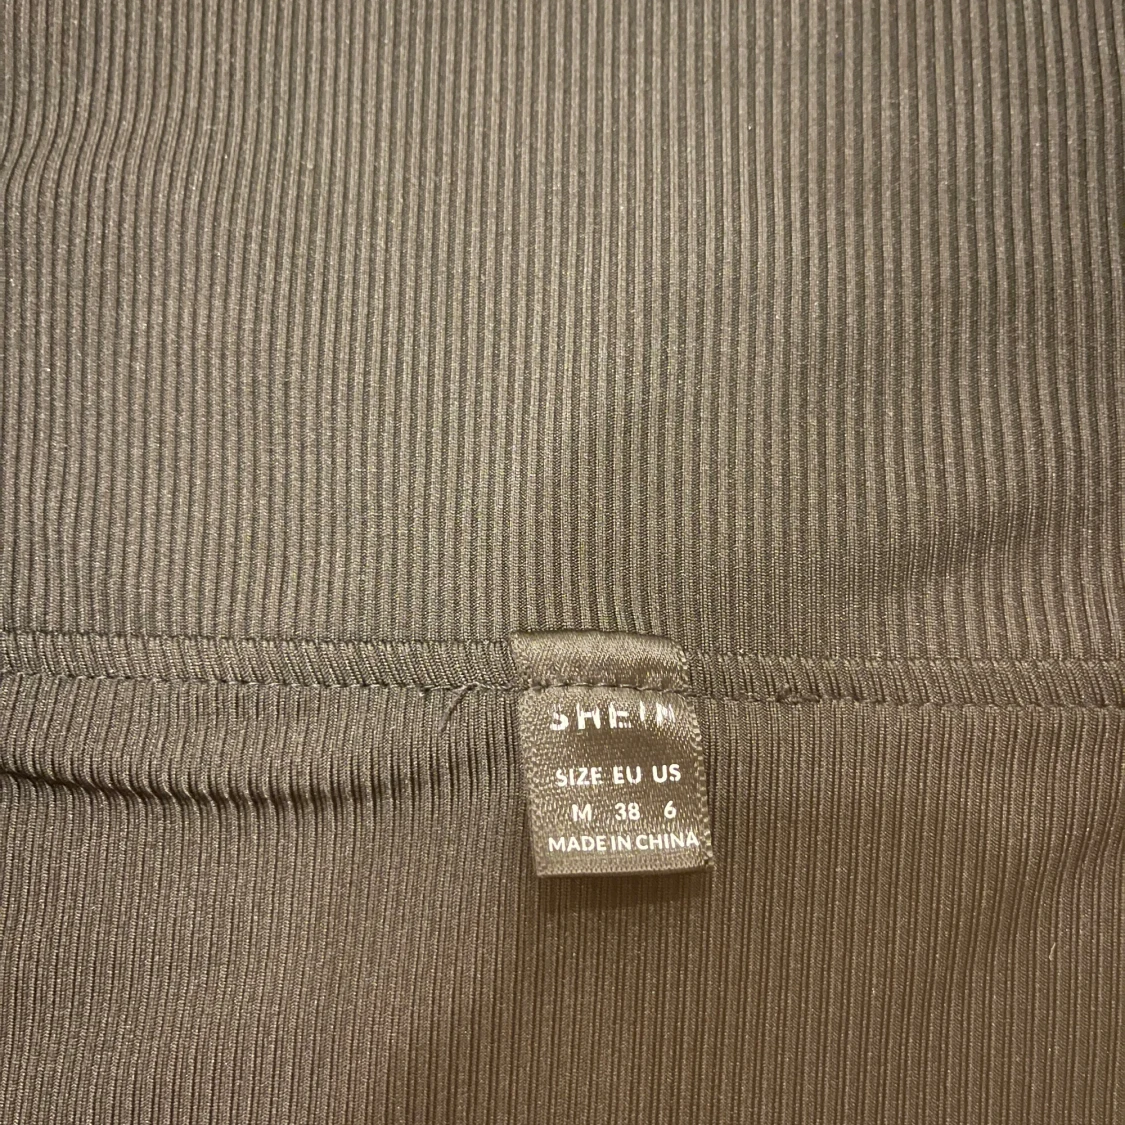 SHEIN
SIZE EU US
M 38 6
MADE IN CHINA